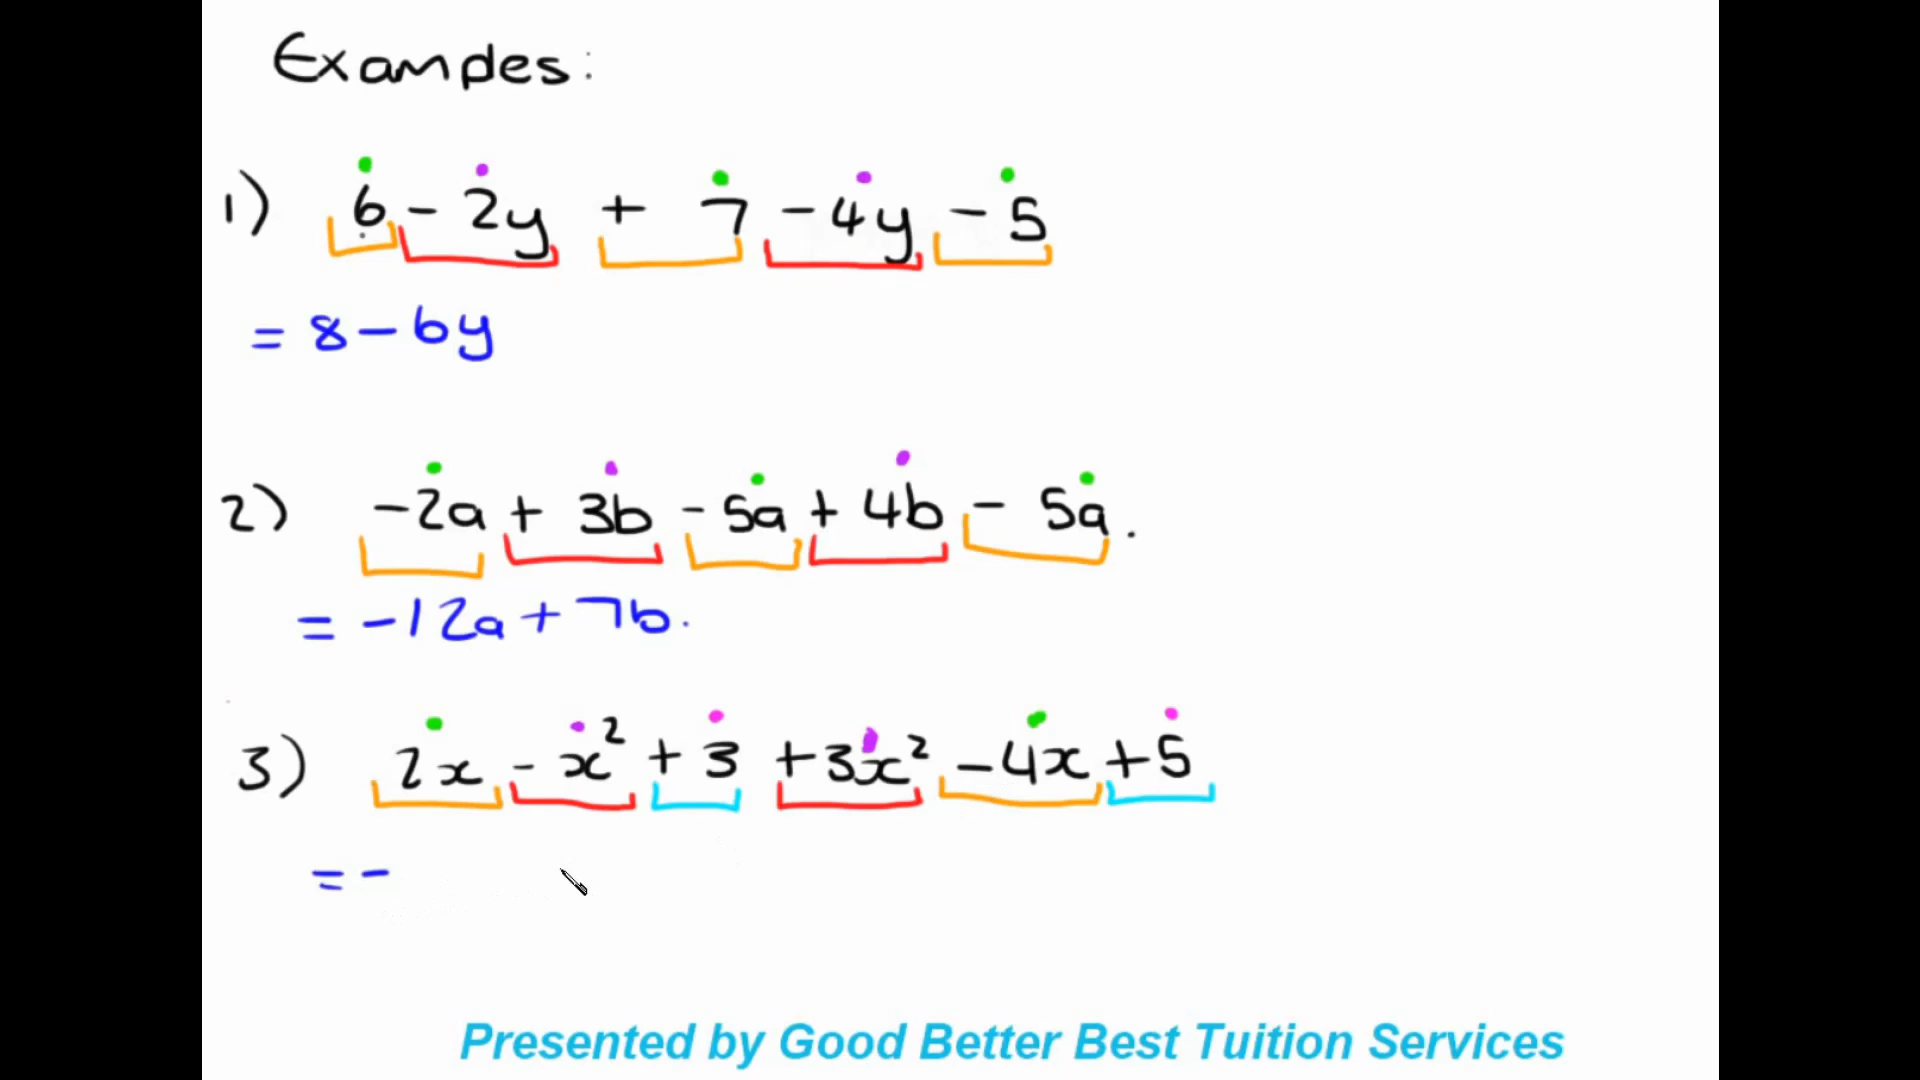 Examples:
1) 6 - 2y + 7 - 4y - 5
= 8 - 6y
2) -2a + 3b - 5a + 4b - 5a.
= -12a + 7b.
3) 2x - x² + 3 + 3x² - 4x + 5
= -
Presented by Good Better Best Tuition Services